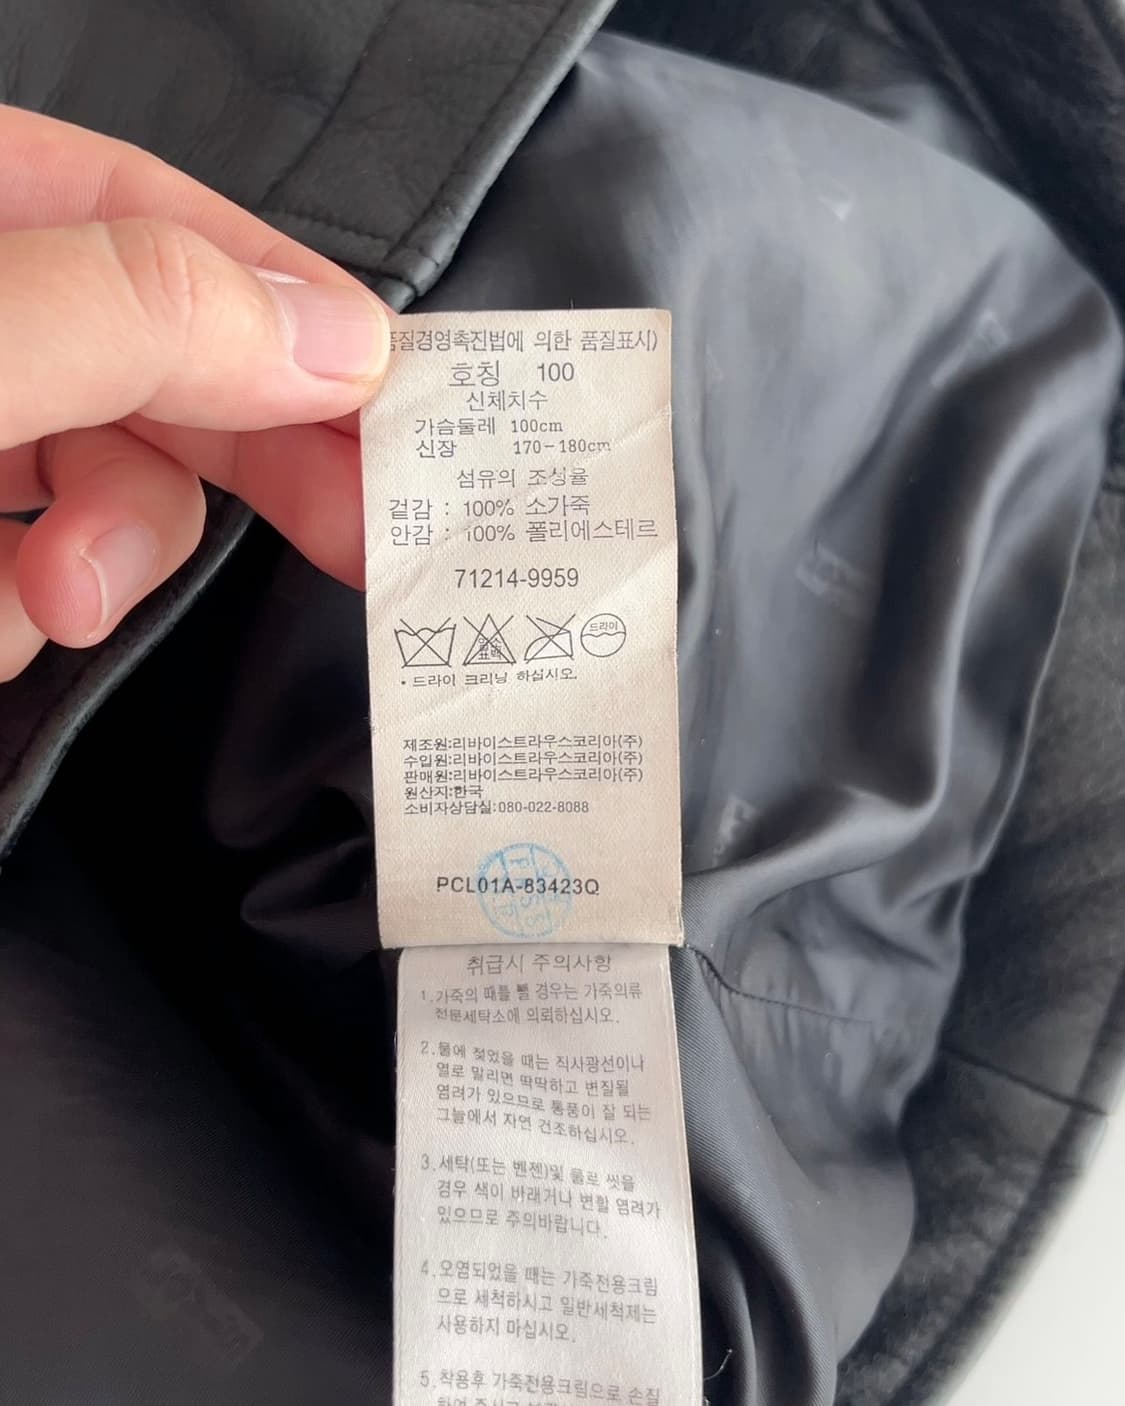 품질경영촉진법에 의한 품질표시)
호칭 100
신체치수
가슴둘레 100cm
신장 170-180cm
섬유의 조성율
겉감 : 100% 소가죽
안감 : 100% 폴리에스테르
71214-9959
염소 표백
드라이
• 드라이 크리닝 하십시오.
제조원:리바이스트라우스코리아(주)
수입원:리바이스트라우스코리아(주)
판매원:리바이스트라우스코리아(주)
원산지:한국
소비자상담실:080-022-8088
PCL01A-83423Q
취급시 주의사항
1.가죽의 때를 뺄 경우는 가죽의류
전문세탁소에 의뢰하십시오.
2.물에 젖었을 때는 직사광선이나
열로 말리면 딱딱하고 변질될
염려가 있으므로 통풍이 잘 되는
그늘에서 자연 건조하십시오.
3.세탁(또는 벤젠)및 물로 씻을
경우 색이 바래거나 변할 염려가
있으므로 주의바랍니다.
4.오염되었을 때는 가죽전용크림
으로 세척하시고 일반세척제는
사용하지 마십시오.
5.착용후 가죽전용크림으로 손질